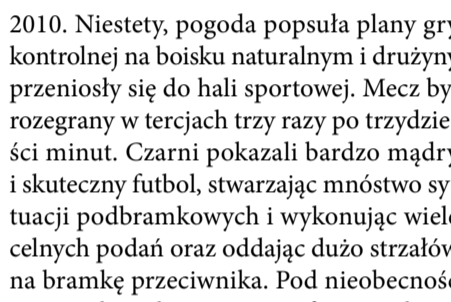 2010. Niestety, pogoda popsuła plany gry
kontrolnej na boisku naturalnym i drużyny
przeniosły się do hali sportowej. Mecz by
rozegrany w tercjach trzy razy po trzydzie
ści minut. Czarni pokazali bardzo mądry
i skuteczny futbol, stwarzając mnóstwo sy
tuacji podbramkowych i wykonując wiele
celnych podań oraz oddając dużo strzałów
na bramkę przeciwnika. Pod nieobecność